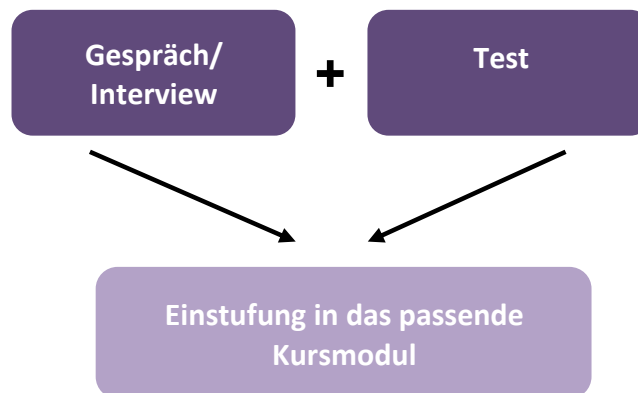 Gespräch/
Interview
+
Test
Einstufung in das passende
Kursmodul